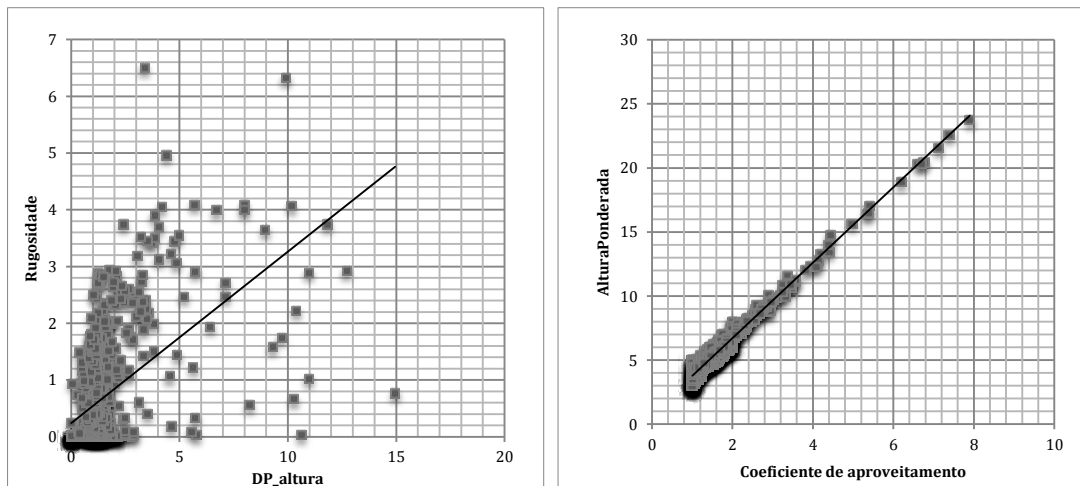 7
6
5
4
3
2
1
0
Rugosidade
0 5 10 15 20
DP_altura
30
25
20
15
10
5
0
AlturaPonderada
0 2 4 6 8 10
Coeficiente de aproveitamento